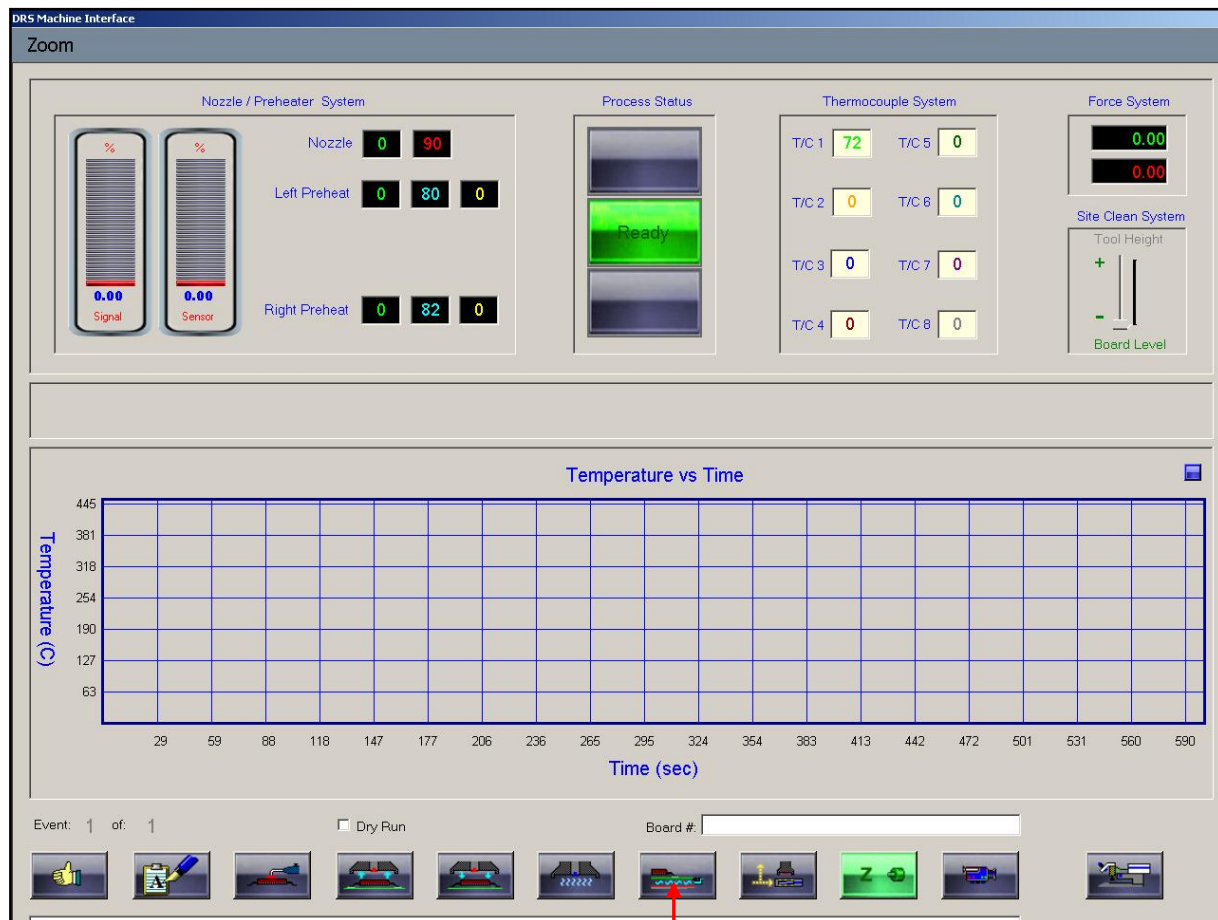 DRS Machine Interface
Zoom
Nozzle / Preheater System
Process Status
Thermocouple System
Force System
%
%
Nozzle 0 90
Left Preheat 0 80 0
Right Preheat 0 82 0
0.00
Signal
0.00
Sensor
Ready
T/C 1 72 T/C 5 0
T/C 2 0 T/C 6 0
T/C 3 0 T/C 7 0
T/C 4 0 T/C 8 0
0.00
0.00
Site Clean System
Tool Height
+
-
Board Level
Temperature vs Time
Temperature (C)
445
381
318
254
190
127
63
29 59 88 118 147 177 206 236 265 295 324 354 383 413 442 472 501 531 560 590
Time (sec)
Event: 1 of: 1
Dry Run
Board #:
A
Z